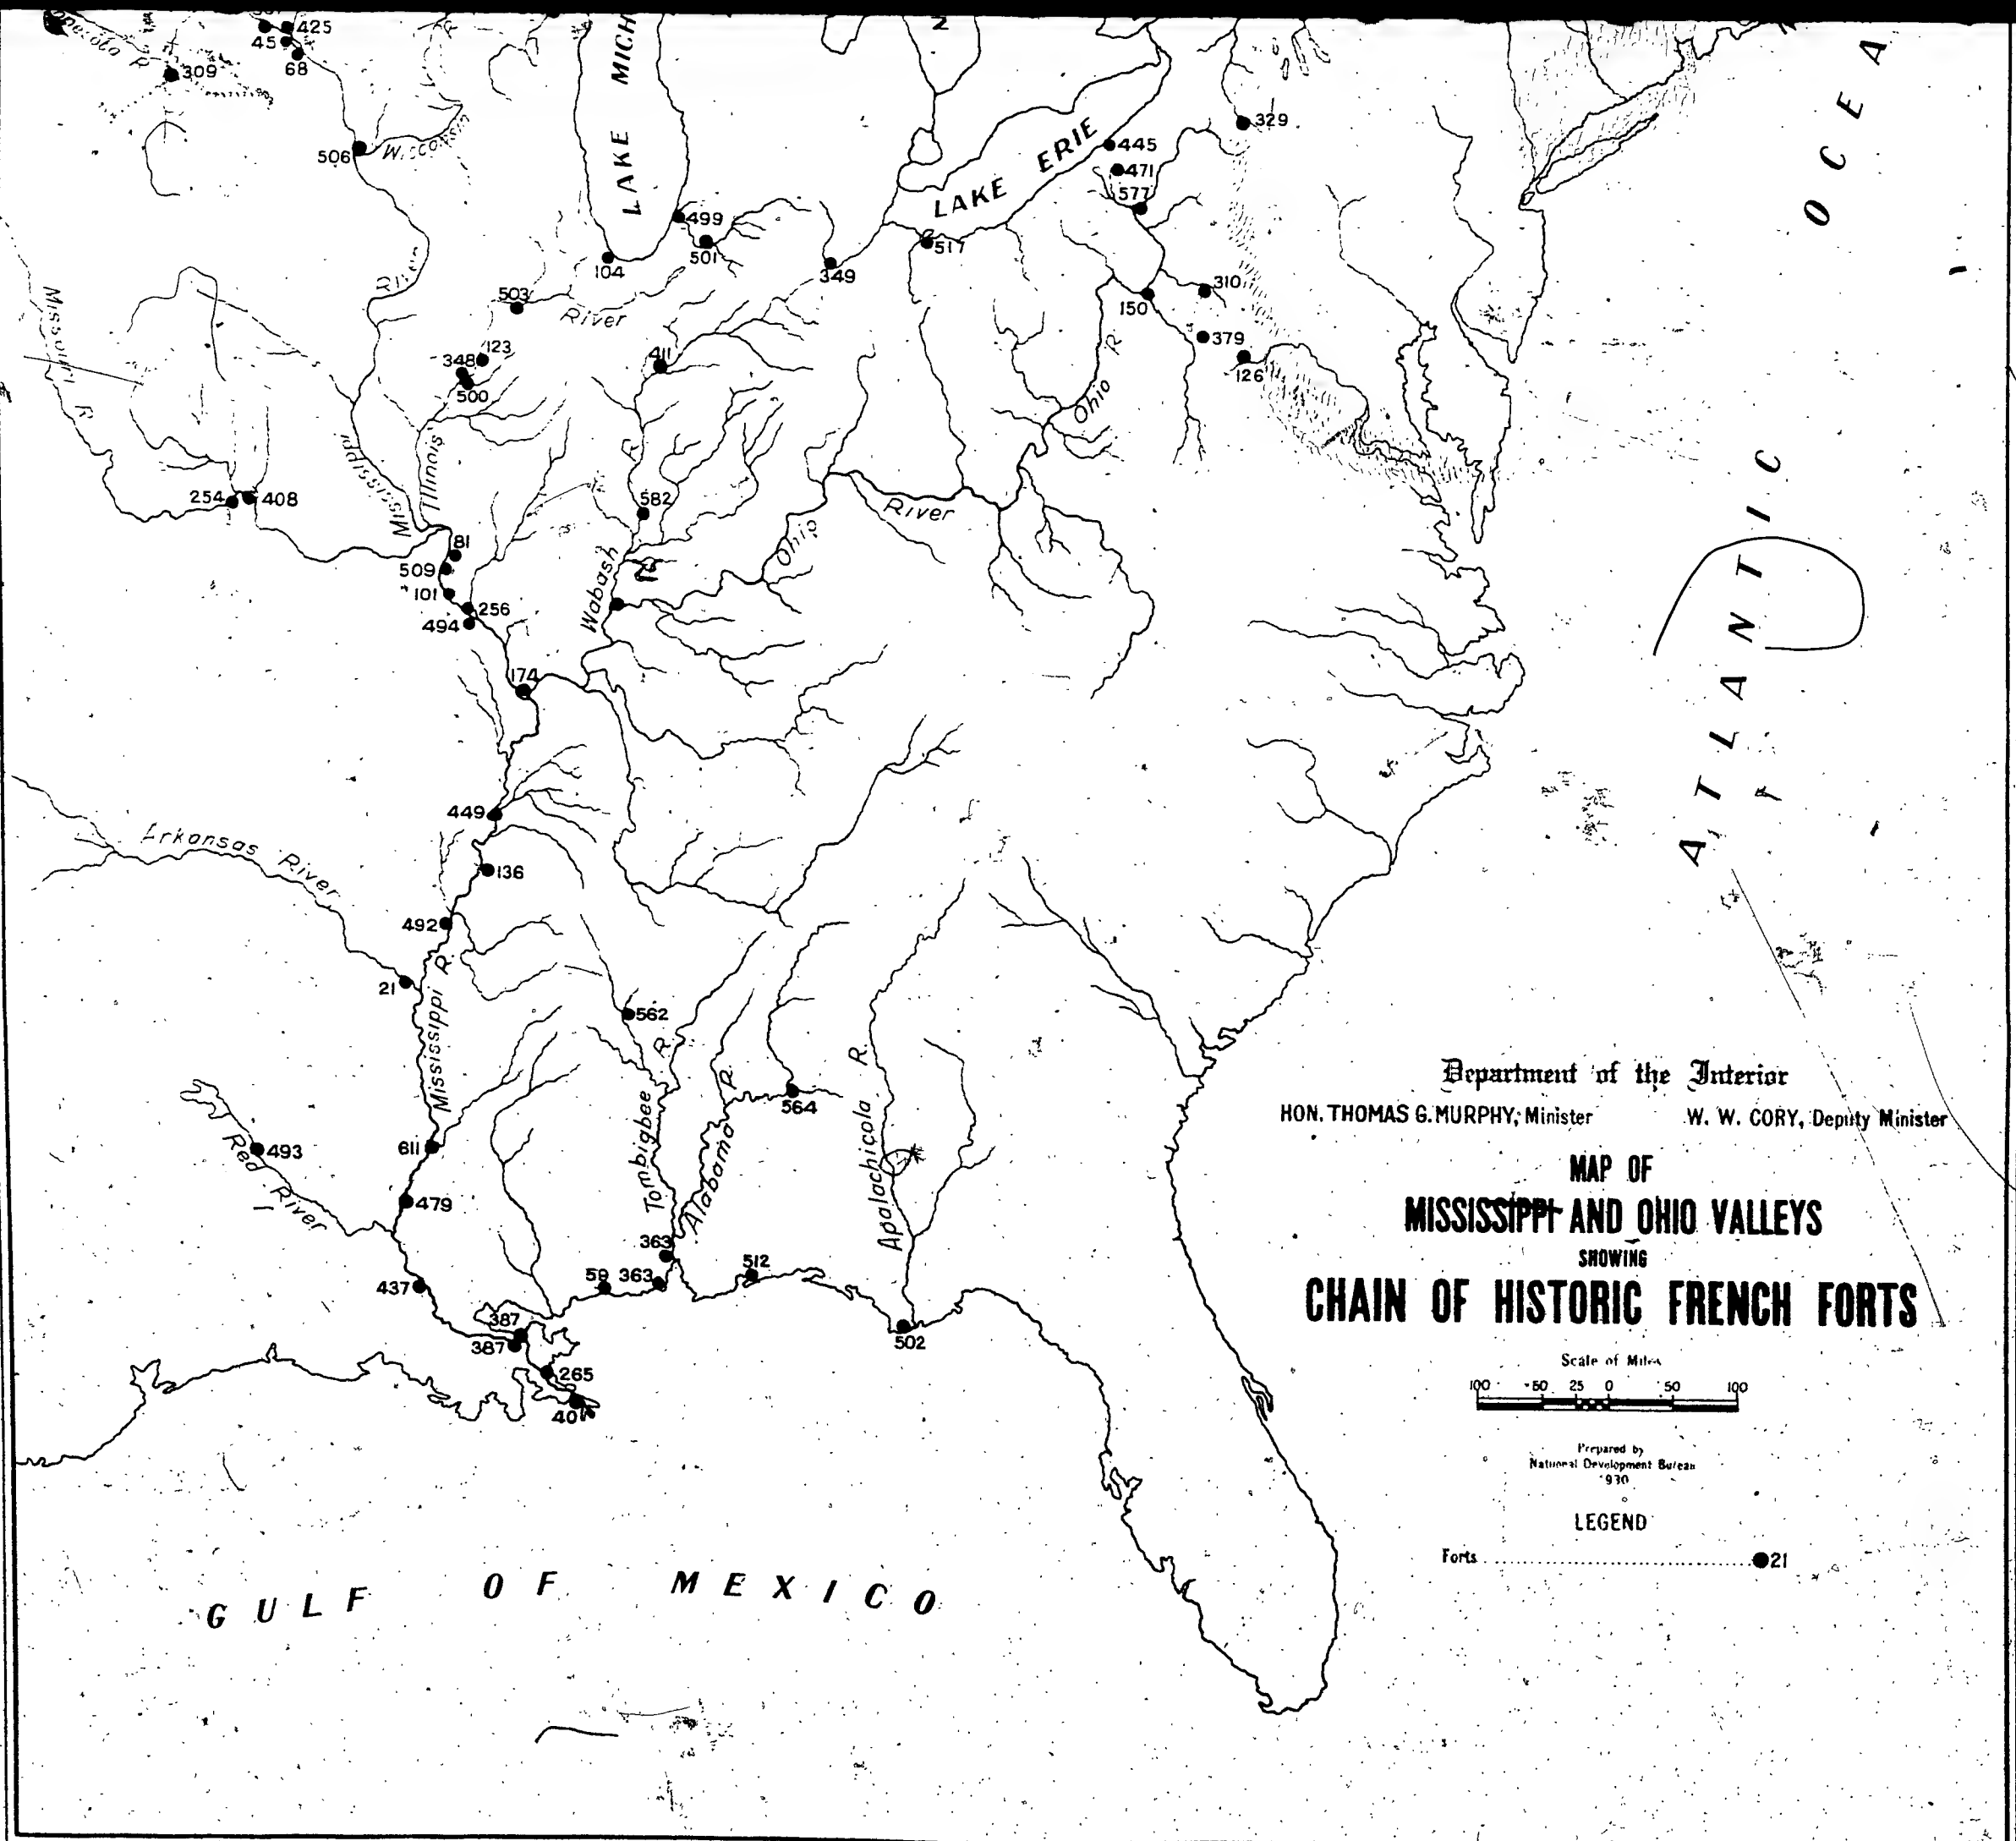 425
45
68
309
LAKE MICH
N
OCEA
329
506
LAKE ERIE
445
471
577
499
501
104
349
517
503
River
310
150
379
126
Missouri R
123
348
500
411
Ohio R
Mississippi
Illinois
R
254
408
582
River
Ohio
81
509
101
256
494
Wabash
ATLANTIC
174
449
136
Arkansas River
492
21
Mississippi R
562
Tombigbee R.
Alabama R.
564
Apalachicola R.
611
493
Red River
479
363
437
59
363
512
387
387
502
265
Department of the Interior
HON. THOMAS G. MURPHY, Minister W. W. CORY, Deputy Minister
MAP OF
MISSISSIPPI AND OHIO VALLEYS
SHOWING
CHAIN OF HISTORIC FRENCH FORTS
Scale of Miles
100 50 25 0 50 100
Prepared by
National Development Bureau
1930
LEGEND
Forts 21
GULF OF MEXICO